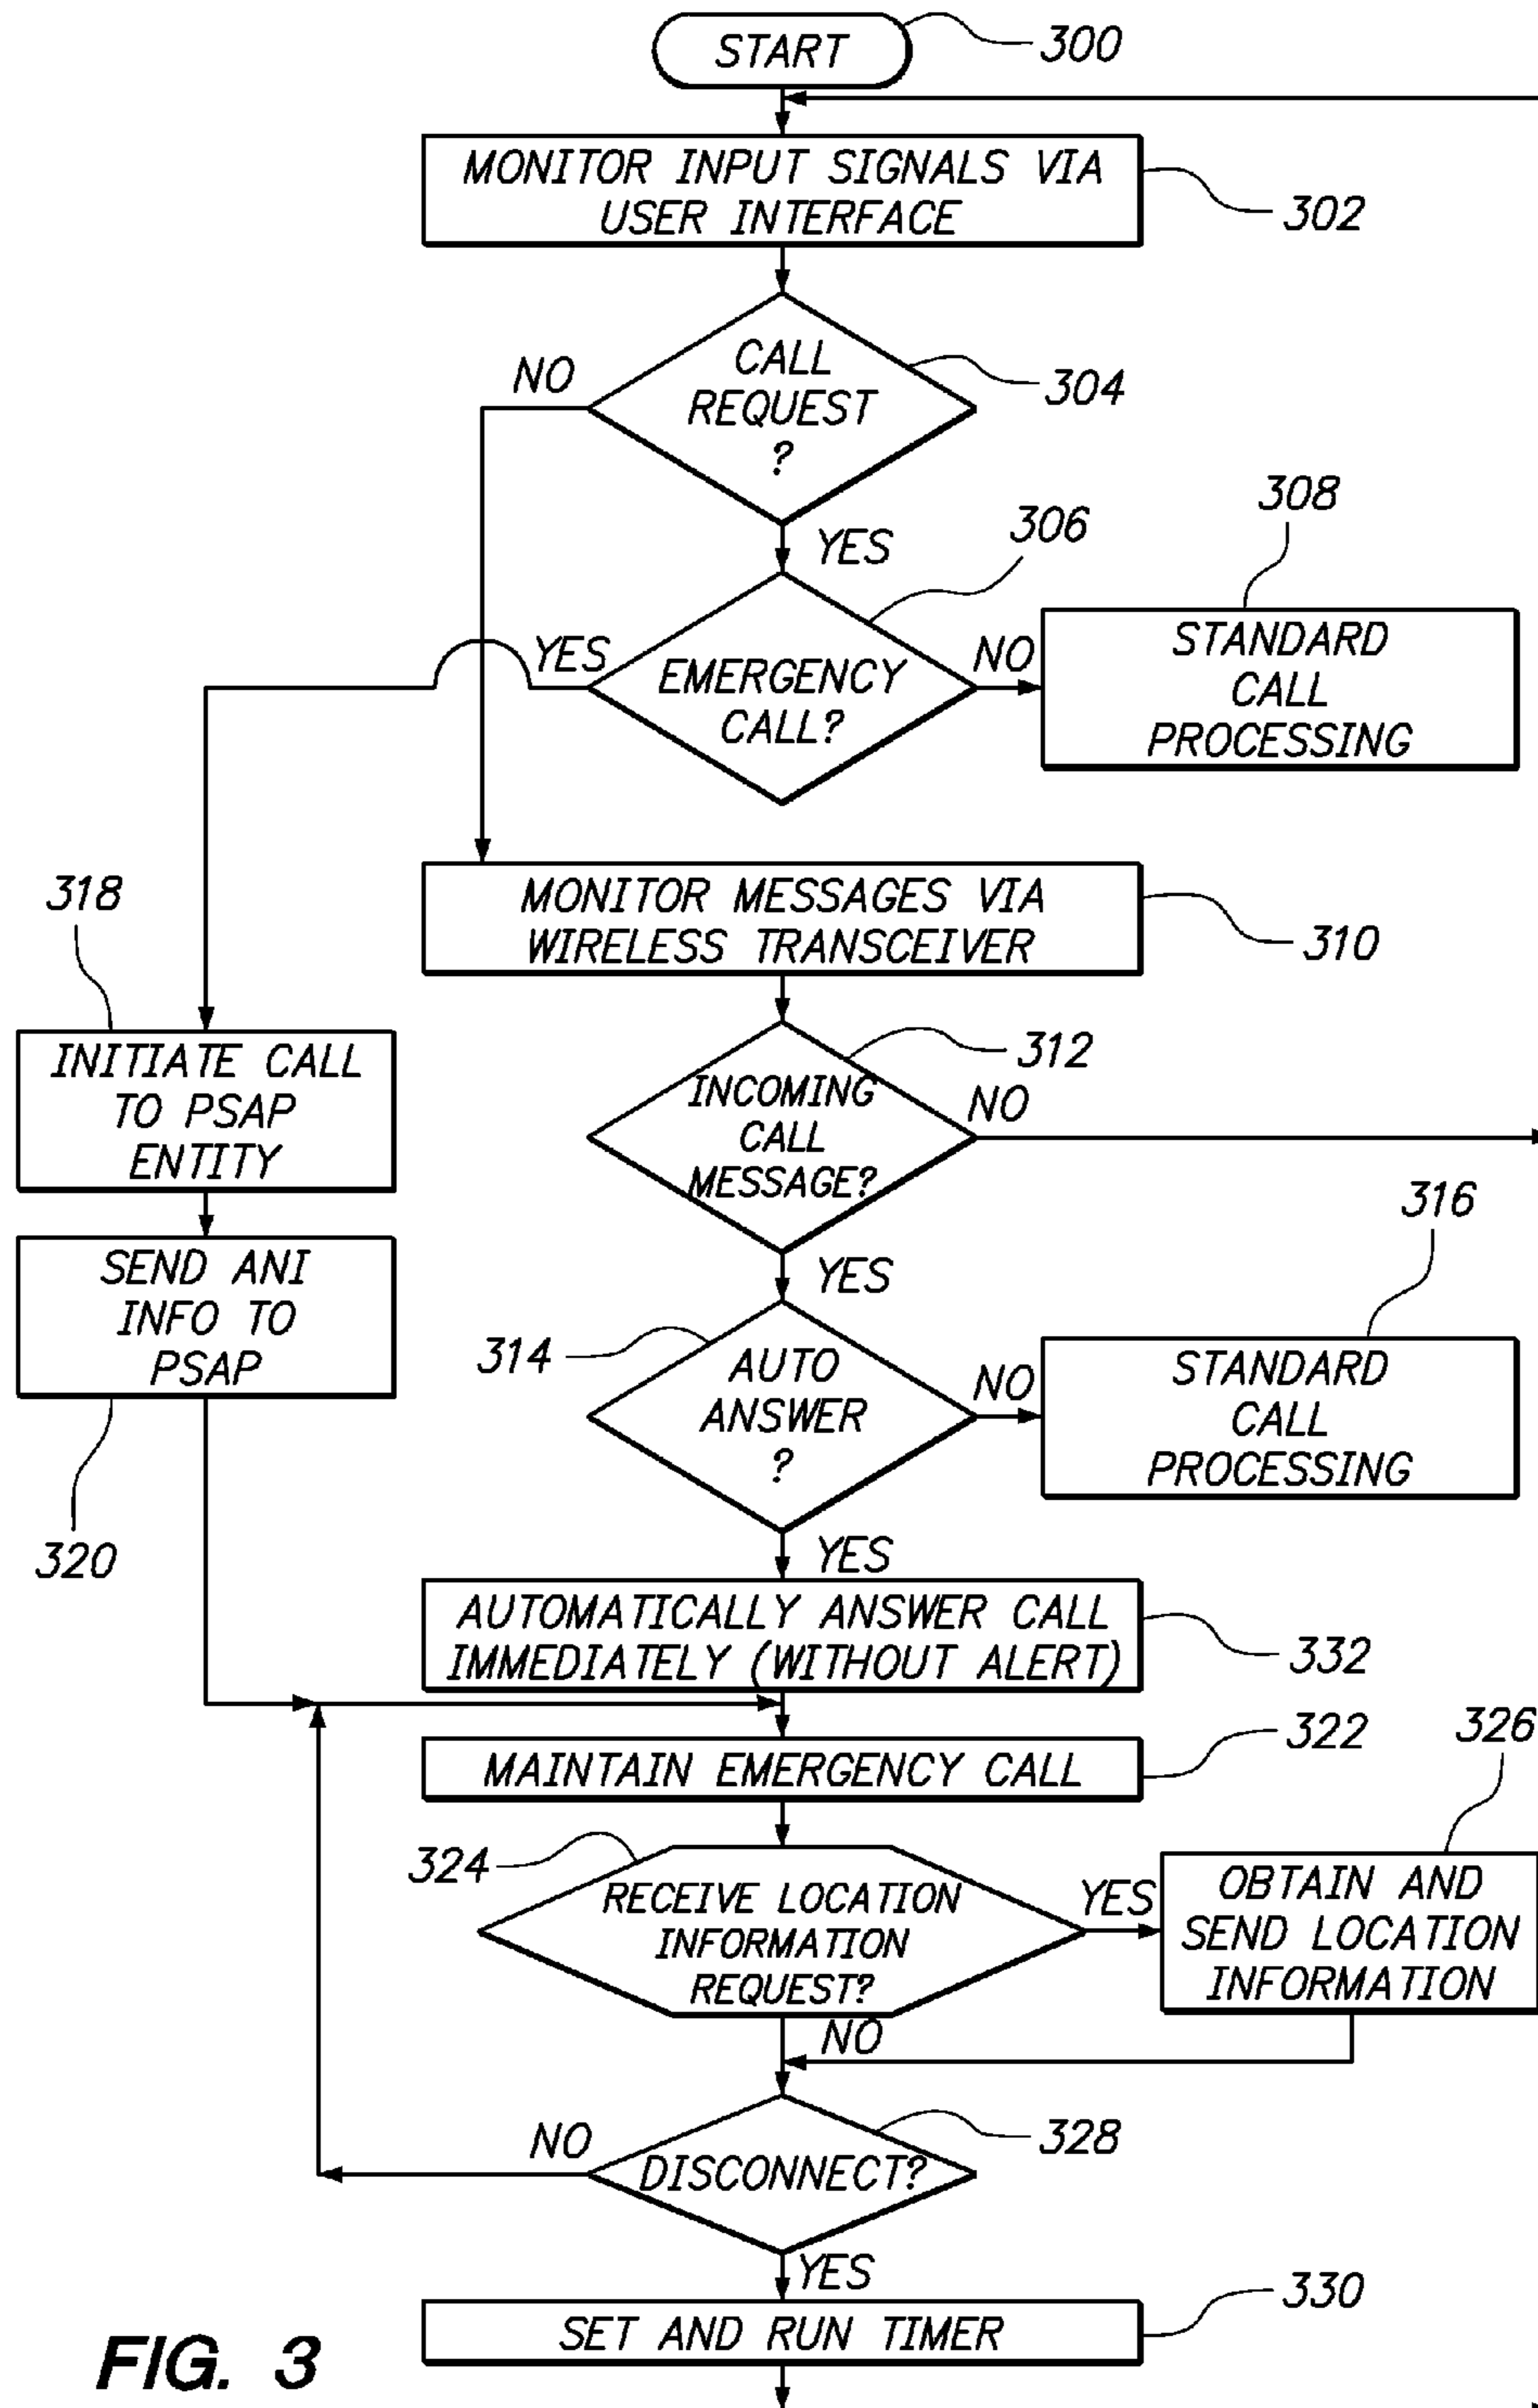 START
300
MONITOR INPUT SIGNALS VIA
USER INTERFACE
302
CALL
REQUEST
?
304
NO
YES
306
308
EMERGENCY
CALL?
YES
NO
STANDARD
CALL
PROCESSING
MONITOR MESSAGES VIA
WIRELESS TRANSCEIVER
310
318
INITIATE CALL
TO PSAP
ENTITY
INCOMING
CALL
MESSAGE?
312
NO
YES
316
SEND ANI
INFO TO
PSAP
320
314
AUTO
ANSWER
?
NO
STANDARD
CALL
PROCESSING
YES
AUTOMATICALLY ANSWER CALL
IMMEDIATELY (WITHOUT ALERT)
332
MAINTAIN EMERGENCY CALL
322
326
324
RECEIVE LOCATION
INFORMATION
REQUEST?
YES
OBTAIN AND
SEND LOCATION
INFORMATION
NO
DISCONNECT?
328
NO
YES
SET AND RUN TIMER
330
FIG. 3